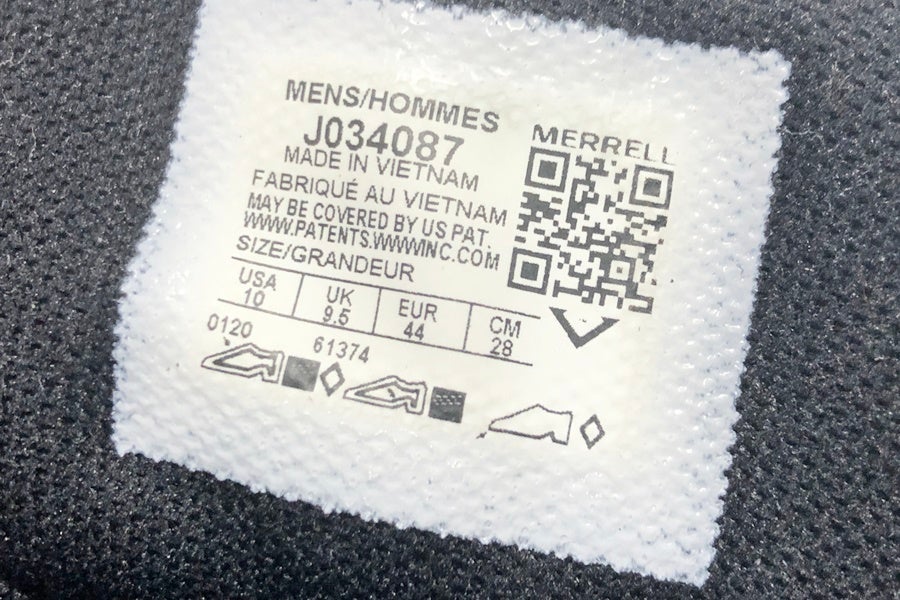 MENS/HOMMES
J034087
MADE IN VIETNAM
FABRIQUÉ AU VIETNAM
MAY BE COVERED BY US PAT.
WWW.PATENTS.WWWINC.COM
SIZE/GRANDEUR
USA UK EUR CM
10 9.5 44 28
0120 61374
MERRELL